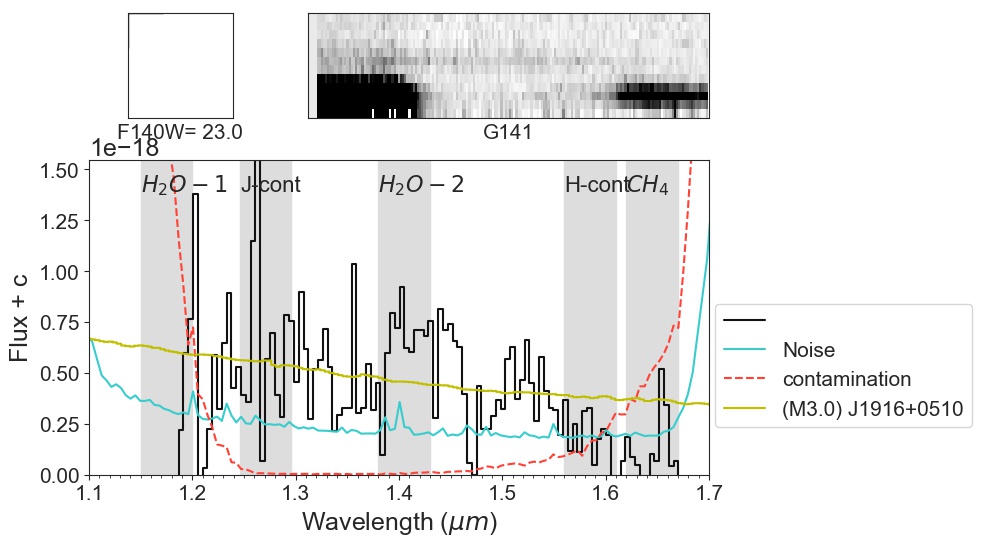 F140W= 23.0
G141
1e−18
H₂O − 1
J-cont
H₂O − 2
H-cont
CH₄
1.50
1.25
1.00
0.75
0.50
0.25
0.00
Flux + c
1.1
1.2
1.3
1.4
1.5
1.6
1.7
Wavelength (μm)
Noise
contamination
(M3.0) J1916+0510